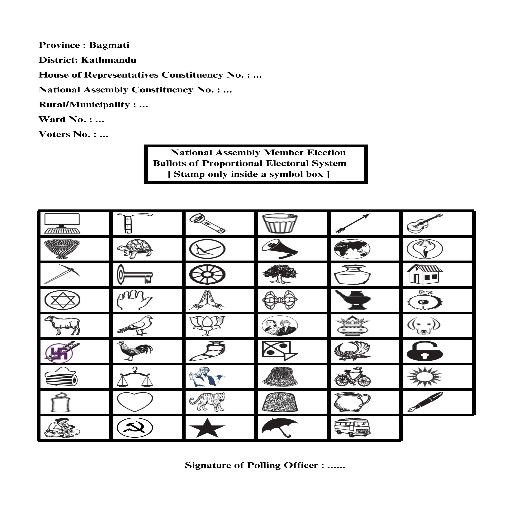 Province : Bagmati
District: Kathmandu
House of Representatives Constituency No. : ...
National Assembly Constituency No. : ...
Rural/Municipality : ...
Ward No. : ...
Voters No. : ...
National Assembly Member Election
Ballots of Proportional Electoral System
[ Stamp only inside a symbol box ]
Signature of Polling Officer : ......